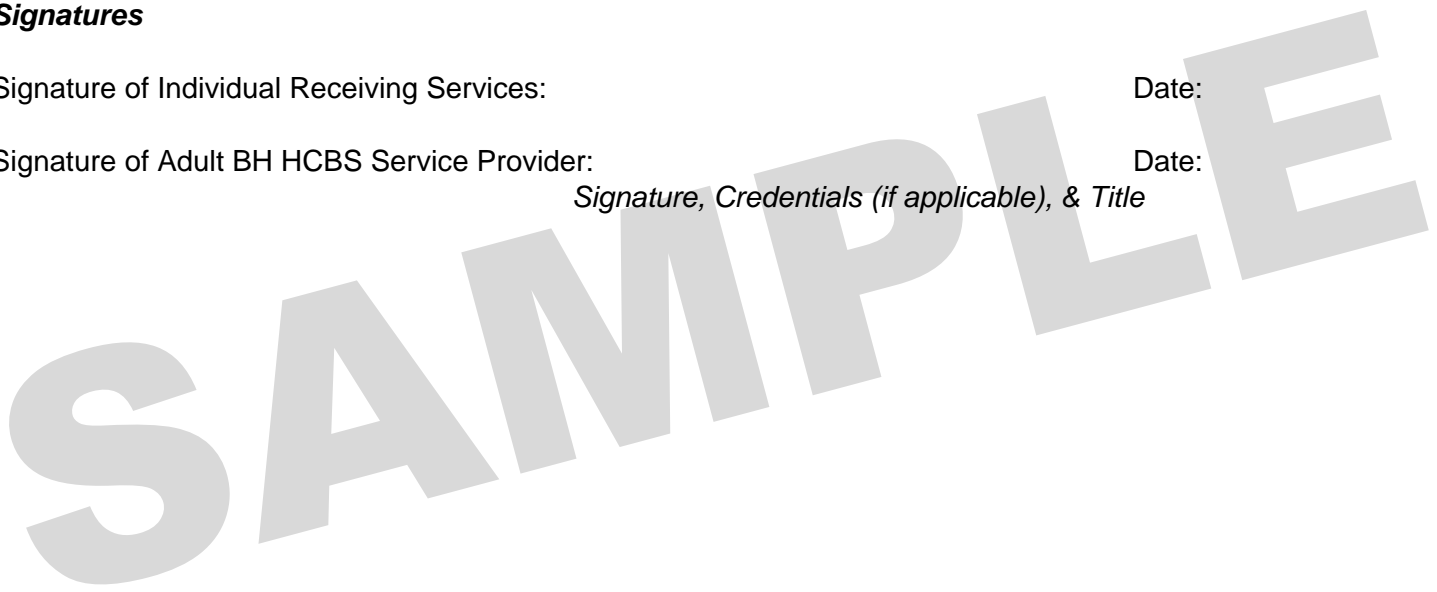 Signatures
Signature of Individual Receiving Services: Date:
Signature of Adult BH HCBS Service Provider: Date:
Signature, Credentials (if applicable), & Title
SAMPLE